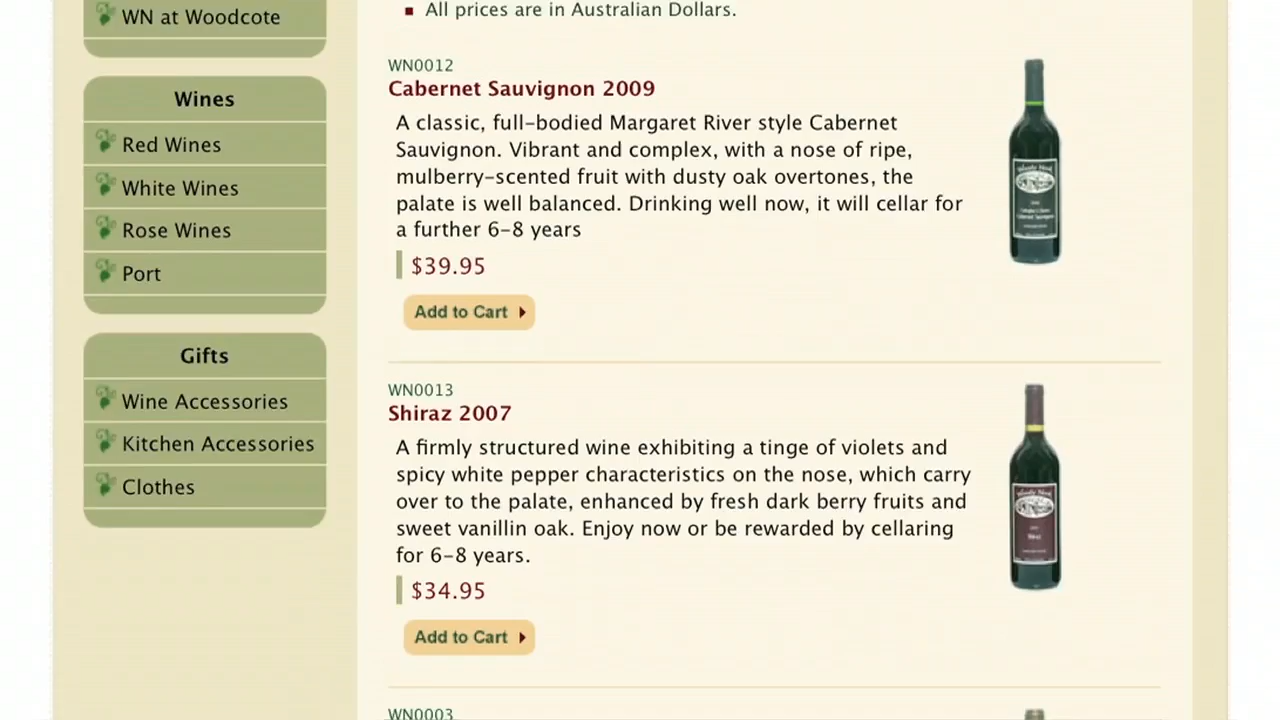 WN at Woodcote
Wines
Red Wines
White Wines
Rose Wines
Port
Gifts
Wine Accessories
Kitchen Accessories
Clothes
All prices are in Australian Dollars.
WN0012
Cabernet Sauvignon 2009
A classic, full-bodied Margaret River style Cabernet
Sauvignon. Vibrant and complex, with a nose of ripe,
mulberry-scented fruit with dusty oak overtones, the
palate is well balanced. Drinking well now, it will cellar for
a further 6-8 years
$39.95
Add to Cart
WN0013
Shiraz 2007
A firmly structured wine exhibiting a tinge of violets and
spicy white pepper characteristics on the nose, which carry
over to the palate, enhanced by fresh dark berry fruits and
sweet vanillin oak. Enjoy now or be rewarded by cellaring
for 6-8 years.
$34.95
Add to Cart
WN0003